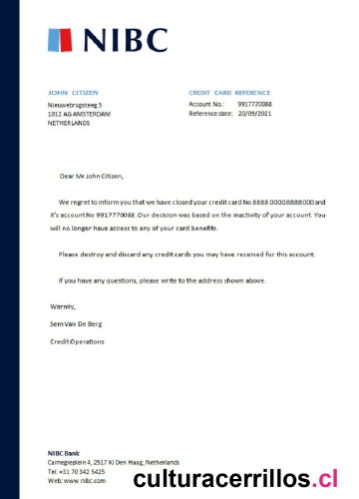 NIBC
JOHN CITIZEN
CREDIT CARD REFERENCE
Nieuwebrugsteeg 5
Account No.: 9917770088
1012 AG AMSTERDAM
Reference date: 20/09/2021
NETHERLANDS
Dear Mr John Citizen,
We regret to inform you that we have closed your credit card No 8888 00008888000 and
it's account No 9917770088. Our decision was based on the inactivity of your account. You
will no longer have access to any of your card benefits.
Please destroy and discard any credit cards you may have received for this account.
If you have any questions, please write to the address shown above.
Warmly,
Sem Van De Berg
Credit Operations
NIBC Bank
Carnegieplein 4, 2517 KJ Den Haag, Netherlands
Tel: +31 70 342 5425
Web: www.nibc.com
culturacerrillos.cl